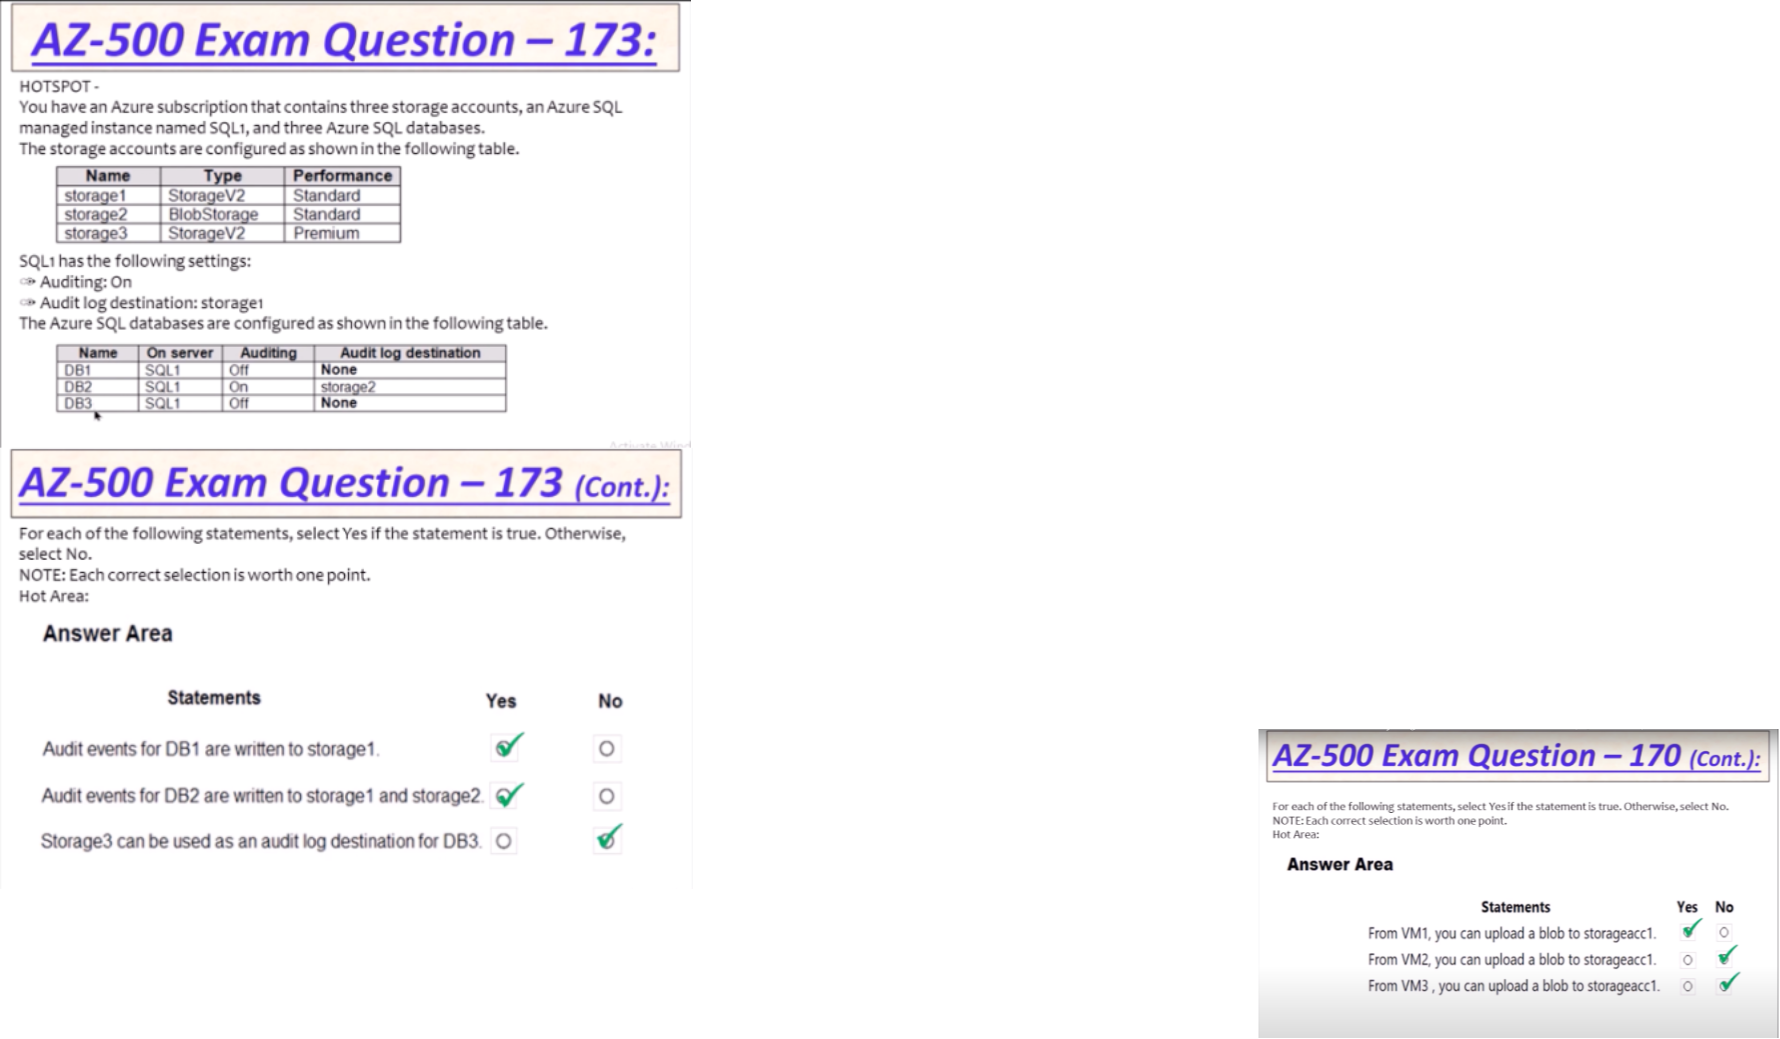 AZ-500 Exam Question – 173:
HOTSPOT -
You have an Azure subscription that contains three storage accounts, an Azure SQL
managed instance named SQL1, and three Azure SQL databases.
The storage accounts are configured as shown in the following table.
Name Type Performance
storage1 StorageV2 Standard
storage2 BlobStorage Standard
storage3 StorageV2 Premium
SQL1 has the following settings:
Auditing: On
Audit log destination: storage1
The Azure SQL databases are configured as shown in the following table.
Name On server Auditing Audit log destination
DB1 SQL1 Off None
DB2 SQL1 On storage2
DB3 SQL1 Off None
Activate Wind
AZ-500 Exam Question – 173 (Cont.):
For each of the following statements, select Yes if the statement is true. Otherwise,
select No.
NOTE: Each correct selection is worth one point.
Hot Area:
Answer Area
Statements Yes No
Audit events for DB1 are written to storage1.
Audit events for DB2 are written to storage1 and storage2.
Storage3 can be used as an audit log destination for DB3.
AZ-500 Exam Question – 170 (Cont.):
For each of the following statements, select Yes if the statement is true. Otherwise, select No.
NOTE: Each correct selection is worth one point.
Hot Area:
Answer Area
Statements Yes No
From VM1, you can upload a blob to storageacc1.
From VM2, you can upload a blob to storageacc1.
From VM3 , you can upload a blob to storageacc1.